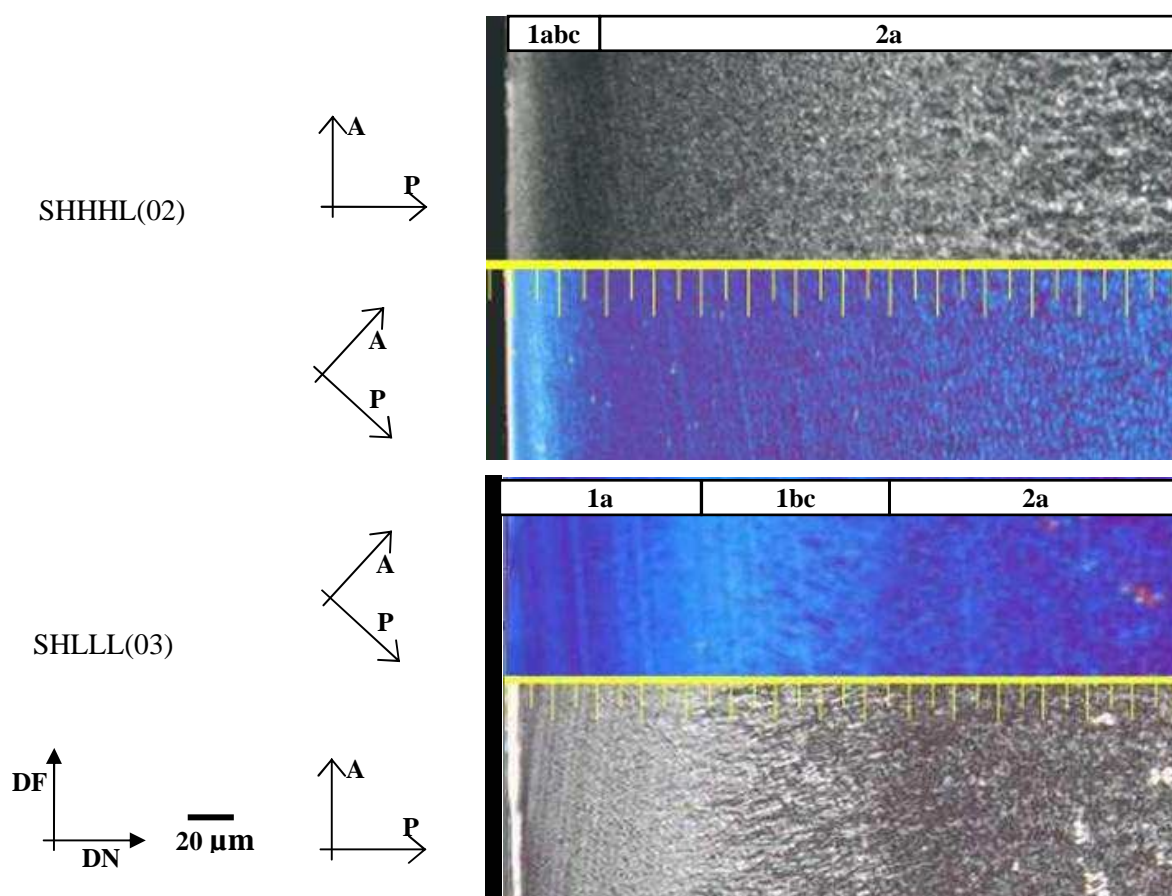 1abc 2a
A
P
SHHHL(02)
A
P
1a 1bc 2a
A
P
SHLLL(03)
A
P
DF
DN
20 µm